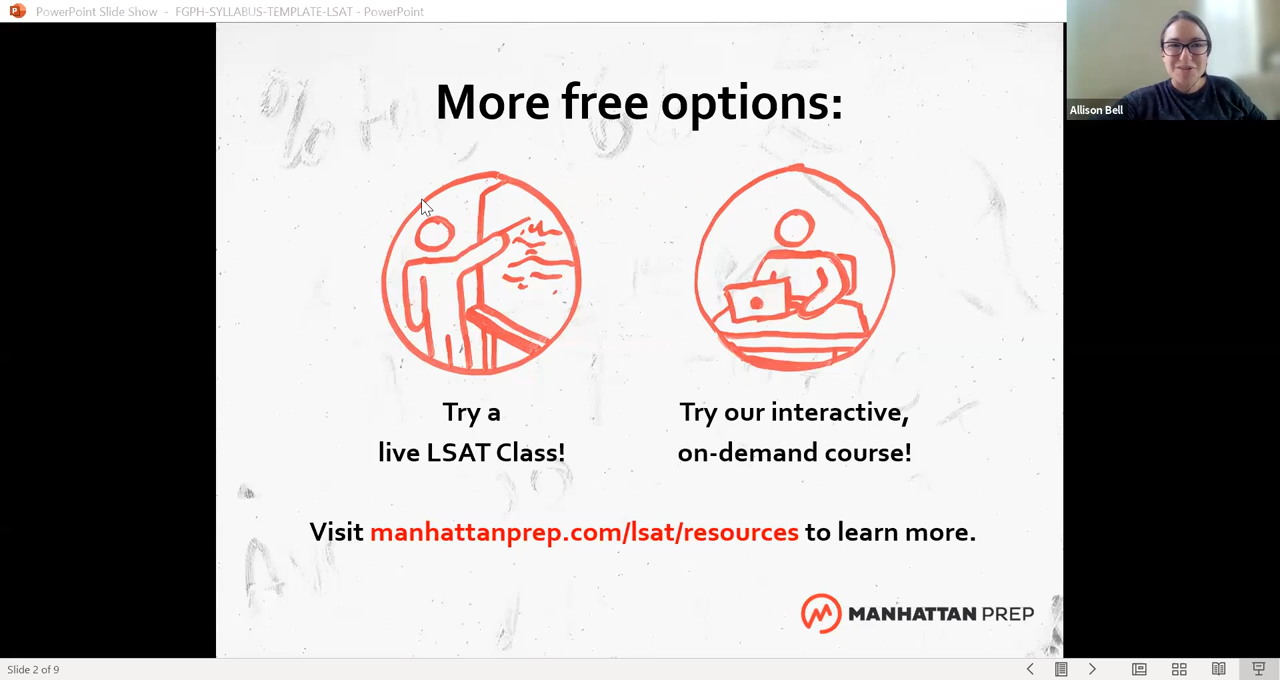 PowerPoint Slide Show - FGPH-SYLLABUS-TEMPLATE-LSAT - PowerPoint
Allison Bell
More free options:
Try a
live LSAT Class!
Try our interactive,
on-demand course!
Visit manhattanprep.com/lsat/resources to learn more.
MANHATTAN PREP
Slide 2 of 9